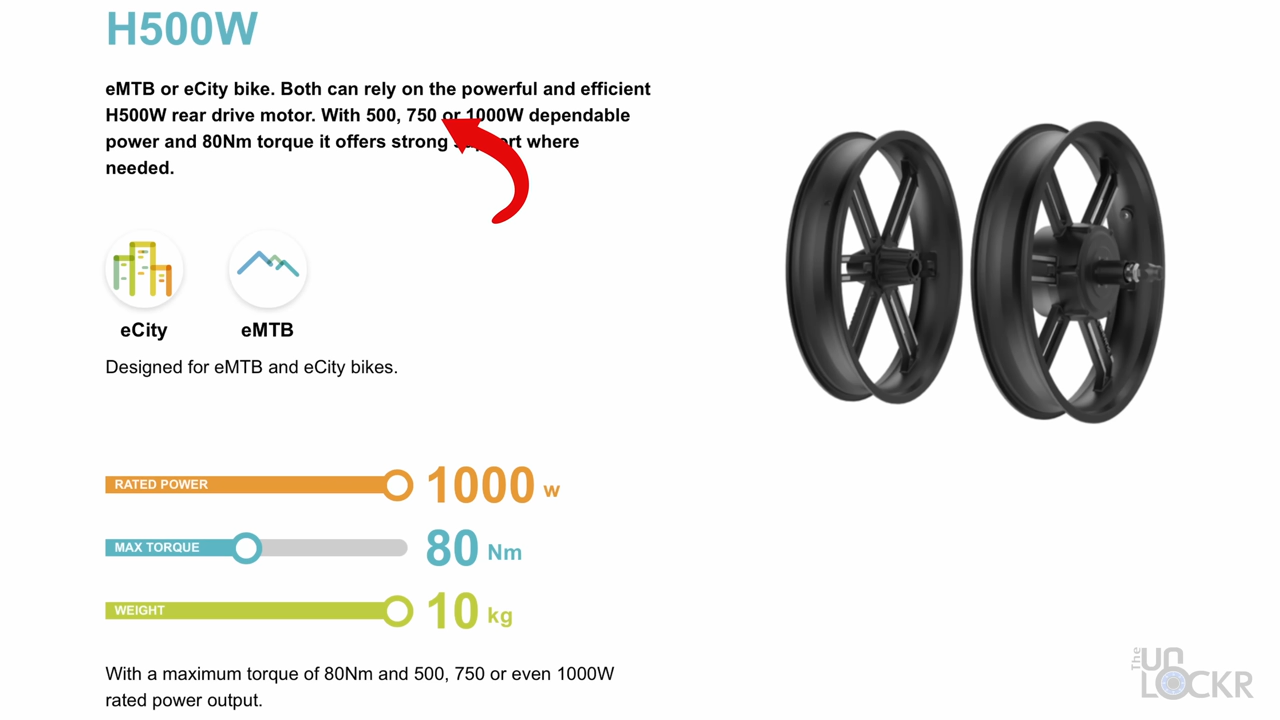 H500W
eMTB or eCity bike. Both can rely on the powerful and efficient
H500W rear drive motor. With 500, 750 or 1000W dependable
power and 80Nm torque it offers strong support where
needed.
eCity
eMTB
Designed for eMTB and eCity bikes.
RATED POWER
1000 w
MAX TORQUE
80 Nm
WEIGHT
10 kg
With a maximum torque of 80Nm and 500, 750 or even 1000W
rated power output.
The
UN
LOCKR